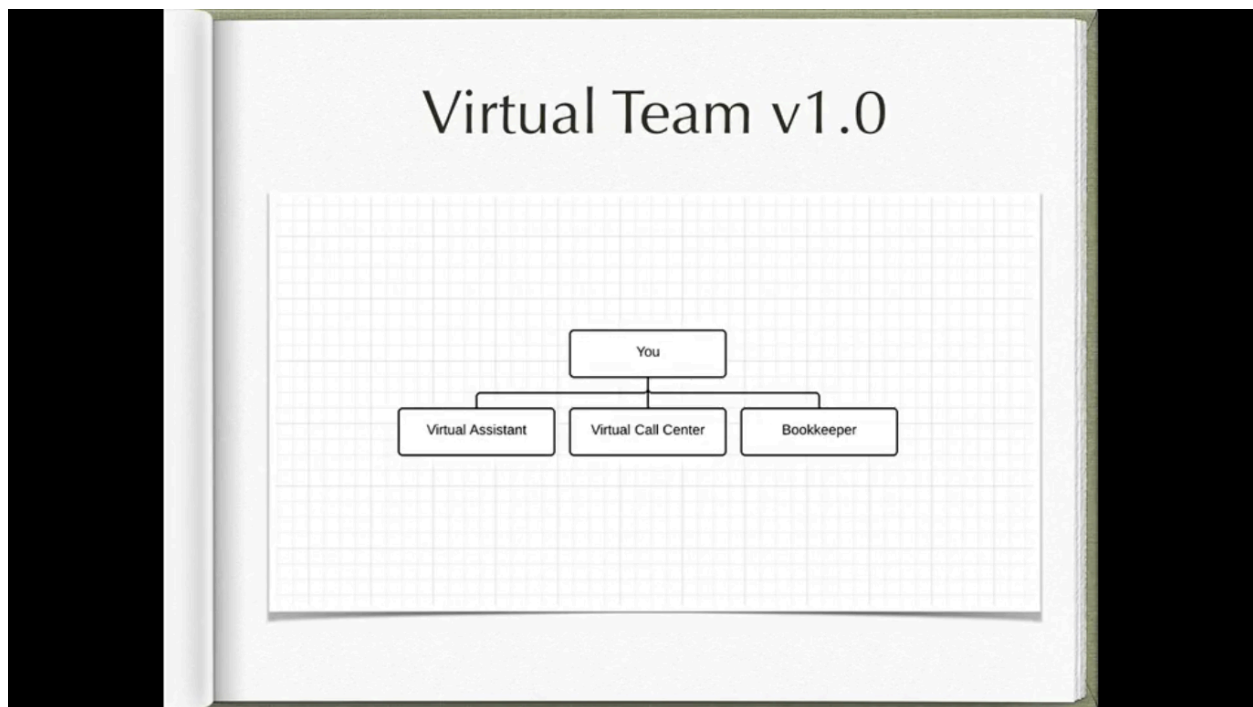 Virtual Team v1.0
You
Virtual Assistant
Virtual Call Center
Bookkeeper